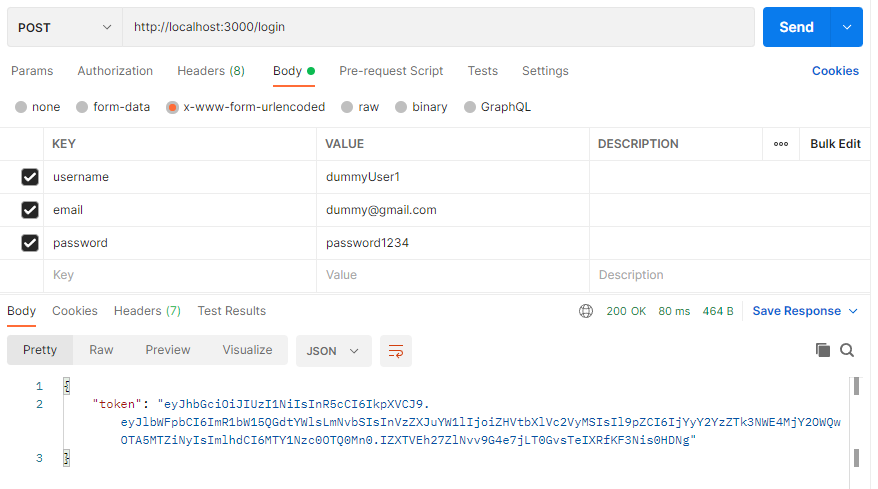 POST http://localhost:3000/login Send
Params Authorization Headers (8) Body Pre-request Script Tests Settings Cookies
none form-data x-www-form-urlencoded raw binary GraphQL
KEY VALUE DESCRIPTION ooo Bulk Edit
username dummyUser1
email dummy@gmail.com
password password1234
Key Value Description
Body Cookies Headers (7) Test Results 200 OK 80 ms 464 B Save Response
Pretty Raw Preview Visualize JSON
1 {
2 "token": "eyJhbGciOiJIUzI1NiIsInR5cCI6IkpXVCJ9.
eyJlbWFpbCI6ImR1bW15QGdtYWlsLmNvbSIsInVzZXJuYW1lIjoiZHVtbXlVc2VyMSIsIl9pZCI6IjYyY2YzZTk3NWE4MjY2OWQw
OTA5MTZiNyIsImlhdCI6MTY1Nzc0OTQ0Mn0.IZXTVEh27ZlNvv9G4e7jLT0GvsTeIXRfKF3Nis0HDNg"
3 }